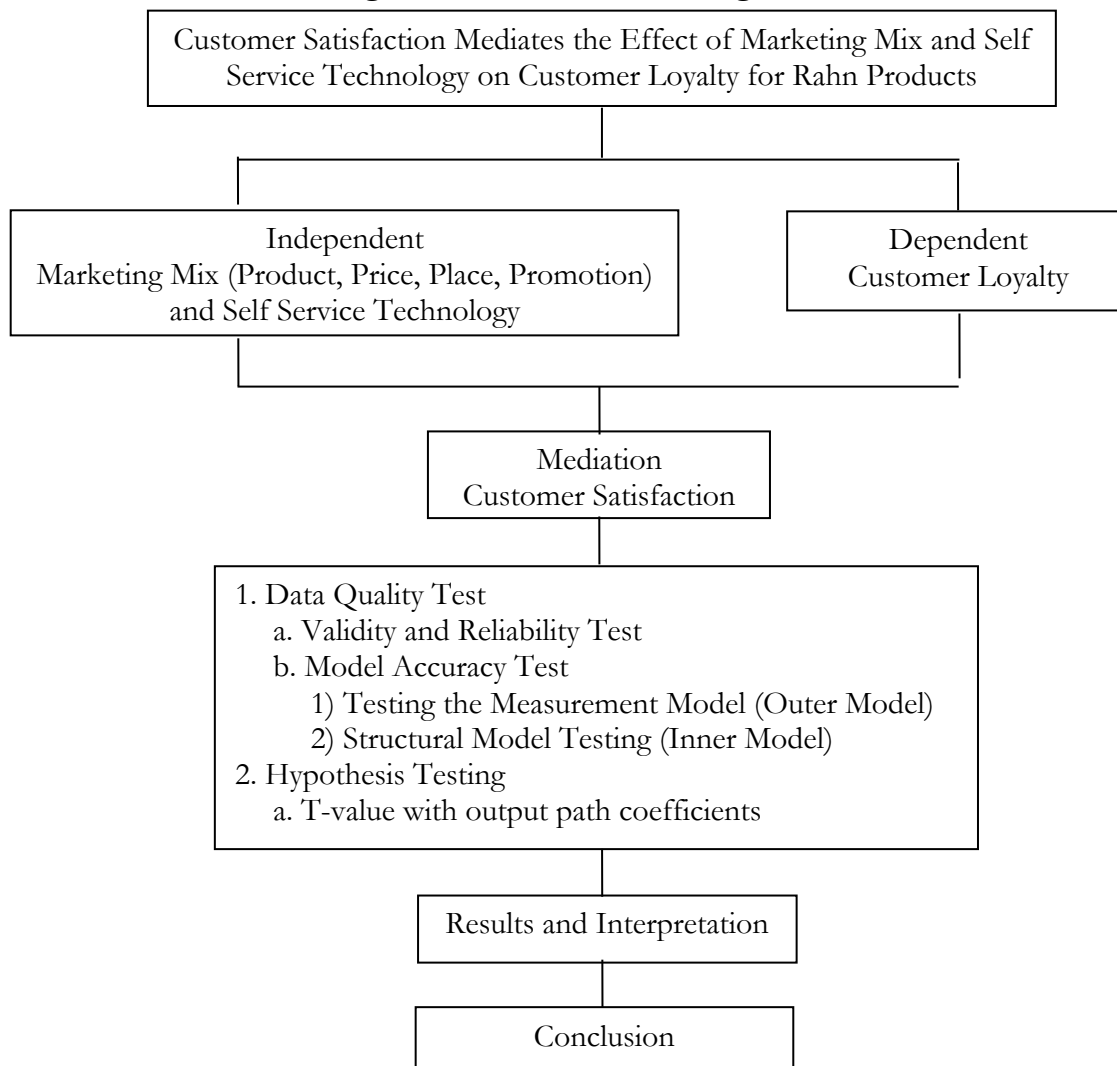 Customer Satisfaction Mediates the Effect of Marketing Mix and Self
Service Technology on Customer Loyalty for Rahn Products
Independent
Marketing Mix (Product, Price, Place, Promotion)
and Self Service Technology
Dependent
Customer Loyalty
Mediation
Customer Satisfaction
1. Data Quality Test
a. Validity and Reliability Test
b. Model Accuracy Test
1) Testing the Measurement Model (Outer Model)
2) Structural Model Testing (Inner Model)
2. Hypothesis Testing
a. T-value with output path coefficients
Results and Interpretation
Conclusion